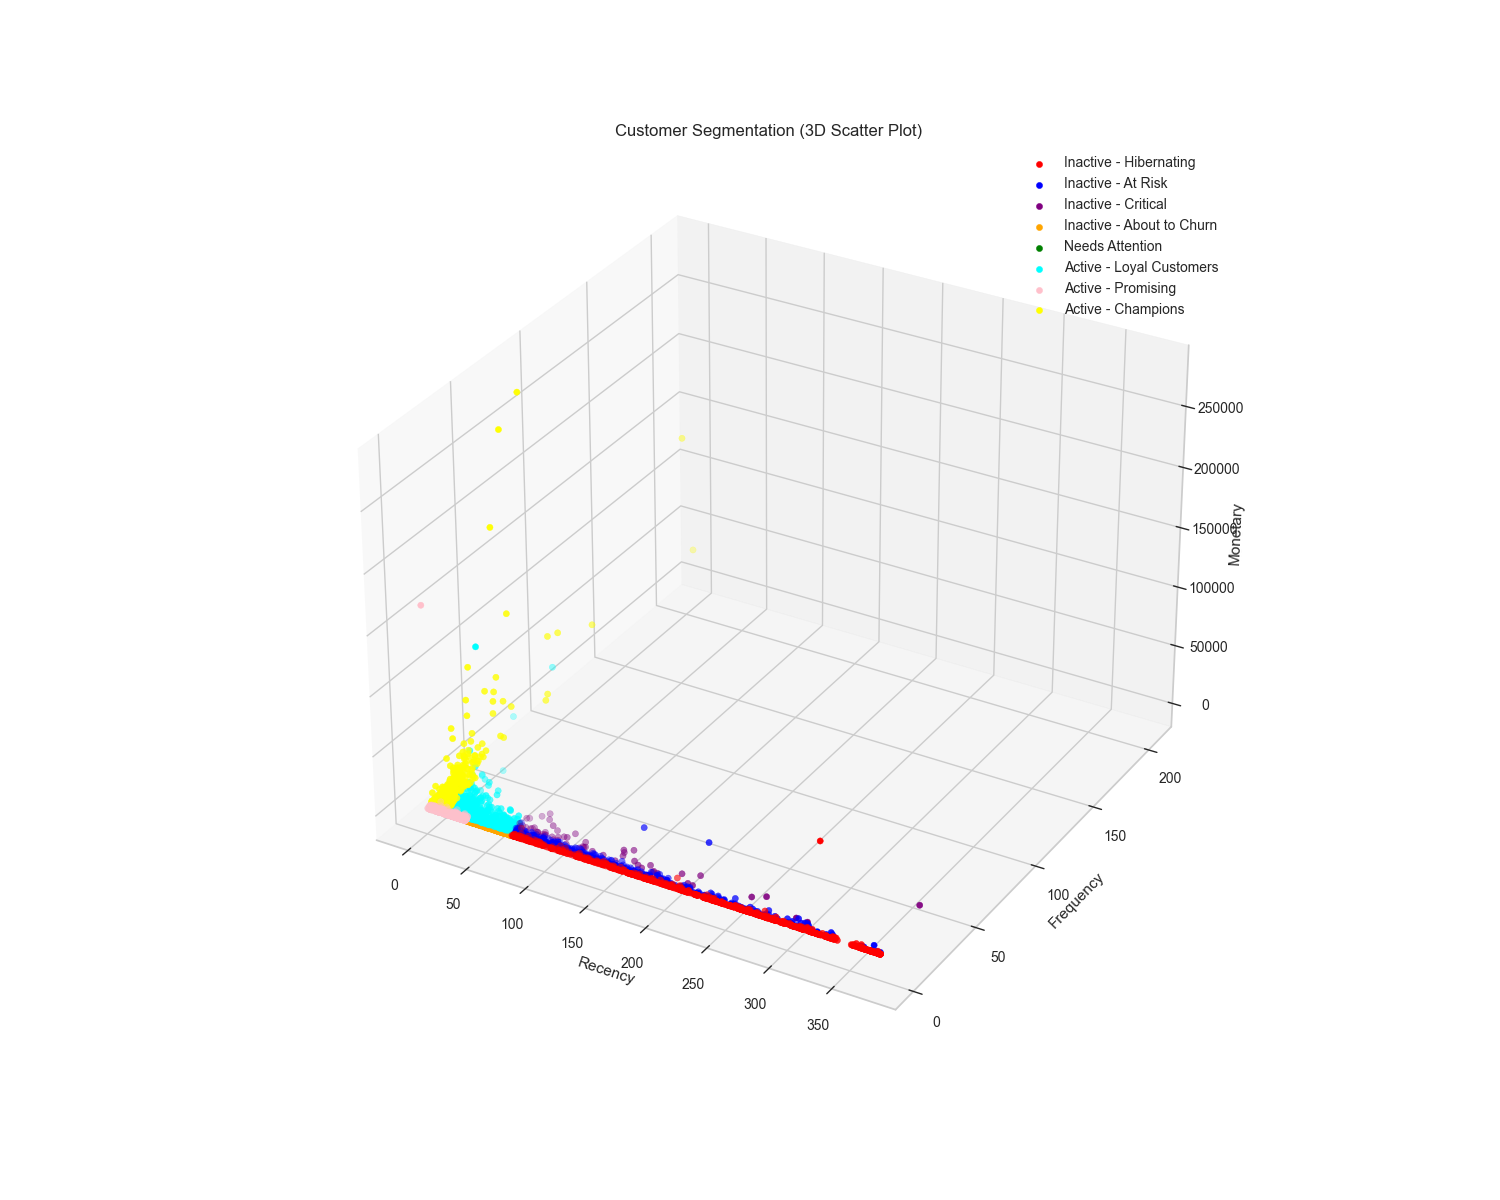 Customer Segmentation (3D Scatter Plot)
Inactive - Hibernating
Inactive - At Risk
Inactive - Critical
Inactive - About to Churn
Needs Attention
Active - Loyal Customers
Active - Promising
Active - Champions
250000
200000
150000
100000
50000
0
Monetary
200
150
100
50
0
Frequency
0
50
100
150
200
250
300
350
Recency